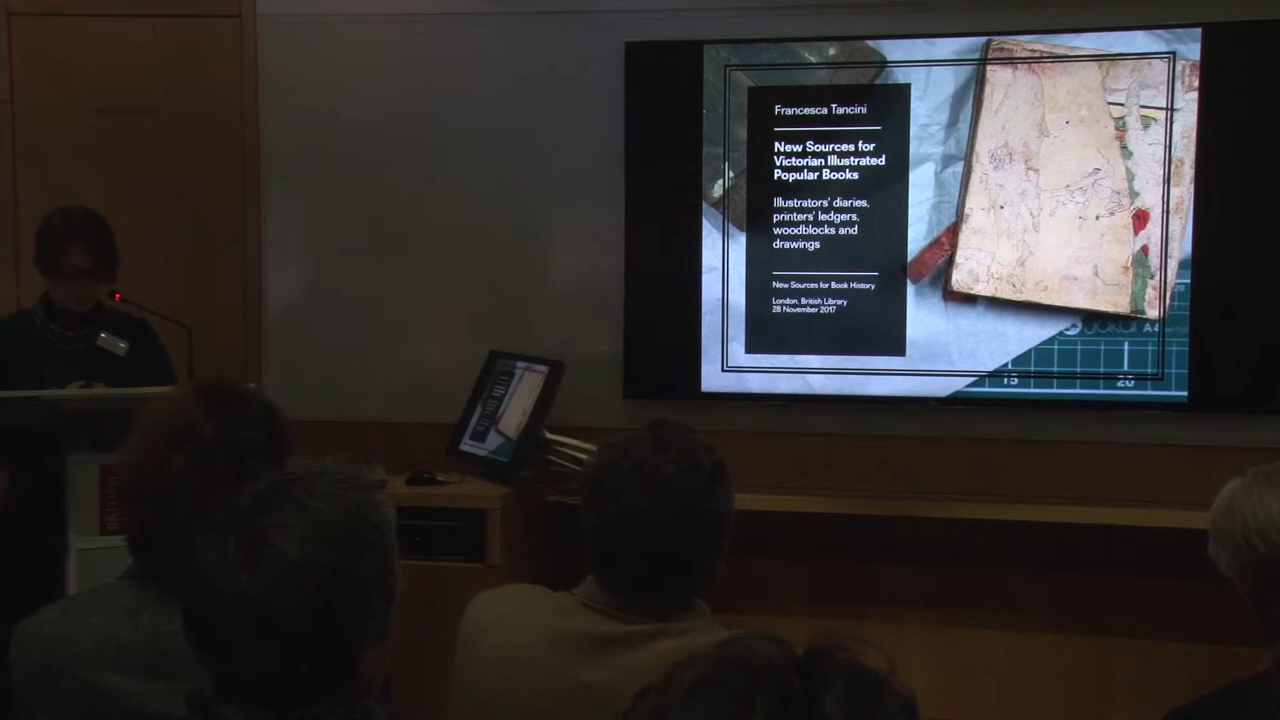 Francesca Tancini
New Sources for
Victorian Illustrated
Popular Books
Illustrators' diaries,
printers' ledgers,
woodblocks and
drawings
New Sources for Book History
London, British Library
28 November 2017
15
20
BRITISH